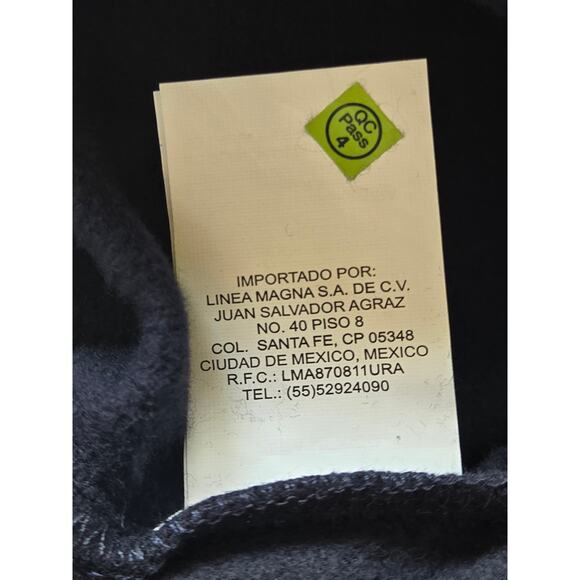 QC
Pass
4
IMPORTADO POR:
LINEA MAGNA S.A. DE C.V.
JUAN SALVADOR AGRAZ
NO. 40 PISO 8
COL. SANTA FE, CP 05348
CIUDAD DE MEXICO, MEXICO
R.F.C.: LMA870811URA
TEL.: (55)52924090